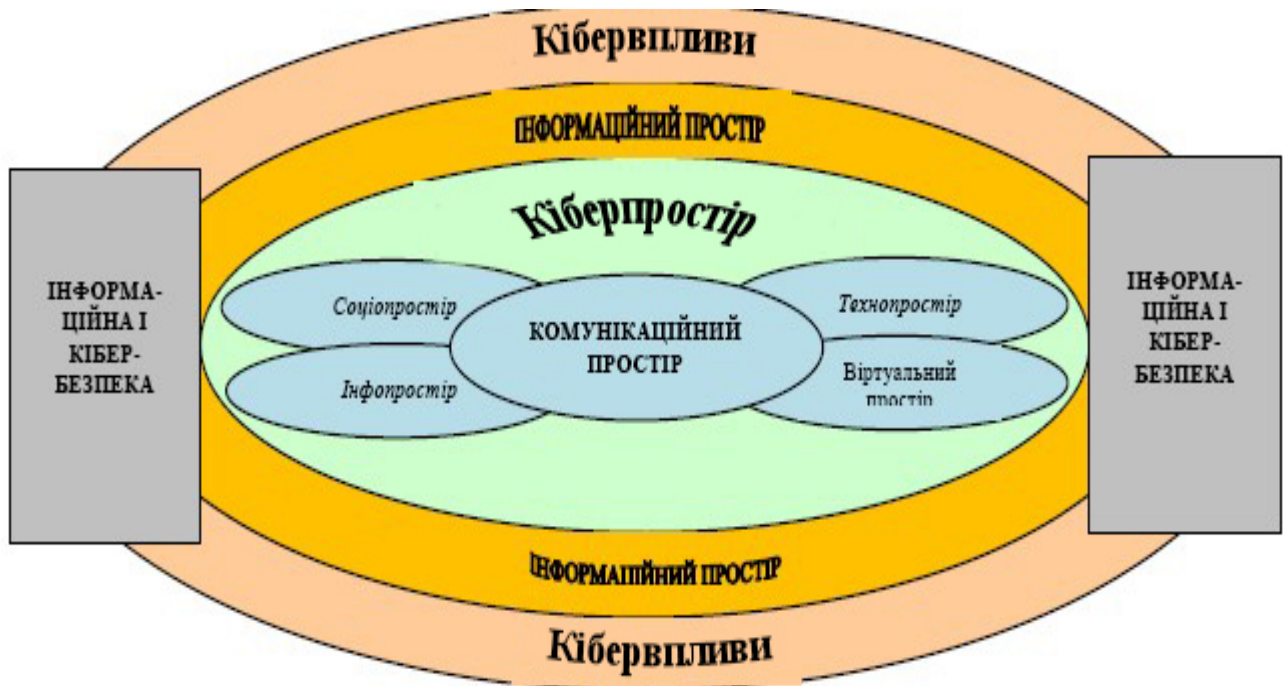 Кібервпливи
ІНФОРМАЦІЙНИЙ ПРОСТІР
Кіберпростір
ІНФОРМА-
ЦІЙНА І
КІБЕР-
БЕЗПЕКА
Соціопростір
Інфопростір
КОМУНІКАЦІЙНИЙ
ПРОСТІР
Технопростір
Віртуальний
простір
ІНФОРМА-
ЦІЙНА І
КІБЕР-
БЕЗПЕКА
ІНФОРМАЦІЙНИЙ ПРОСТІР
Кібервпливи